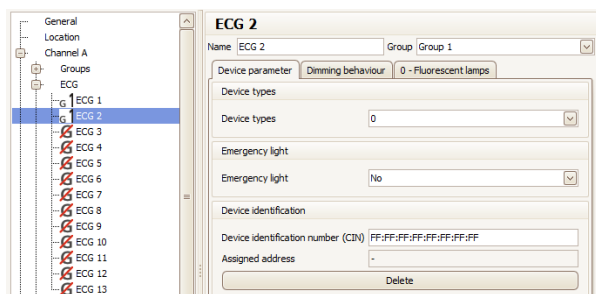 General
Location
Channel A
Groups
ECG
G 1 ECG 1
G 1 ECG 2
G ECG 3
G ECG 4
G ECG 5
G ECG 6
G ECG 7
G ECG 8
G ECG 9
G ECG 10
G ECG 11
G ECG 12
G ECG 13
ECG 2
Name ECG 2 Group Group 1
Device parameter Dimming behaviour 0 - Fluorescent lamps
Device types
Device types 0
Emergency light
Emergency light No
Device identification
Device identification number (CIN) FF:FF:FF:FF:FF:FF:FF:FF
Assigned address -
Delete